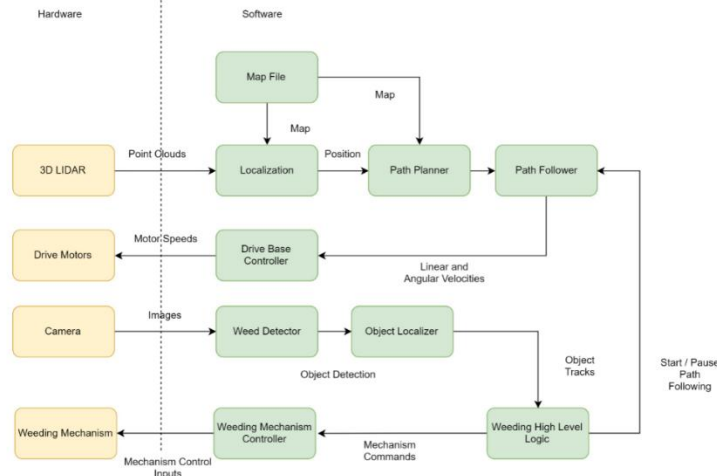 Hardware
Software
Map File
Map
Map
Point Clouds
Position
3D LIDAR
Localization
Path Planner
Path Follower
Motor Speeds
Drive Motors
Drive Base
Controller
Linear and
Angular Velocities
Images
Camera
Weed Detector
Object Localizer
Object Detection
Object
Tracks
Start / Pause
Path
Following
Weeding Mechanism
Weeding Mechanism
Controller
Weeding High Level
Logic
Mechanism
Commands
Mechanism Control
Inputs